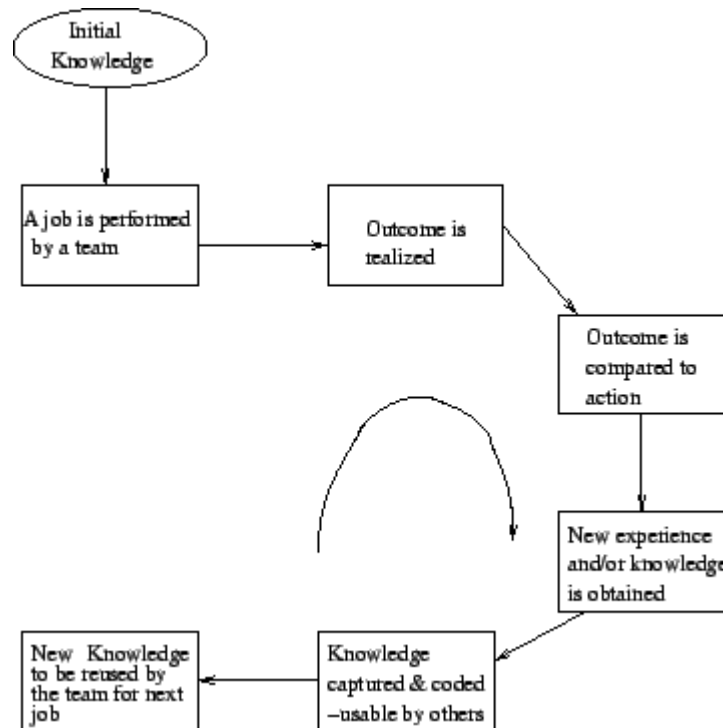 Initial
Knowledge
A job is performed
by a team
Outcome is
realized
Outcome is
compared to
action
New experience
and/or knowledge
is obtained
Knowledge
captured & coded
–usable by others
New Knowledge
to be reused by
the team for next
job